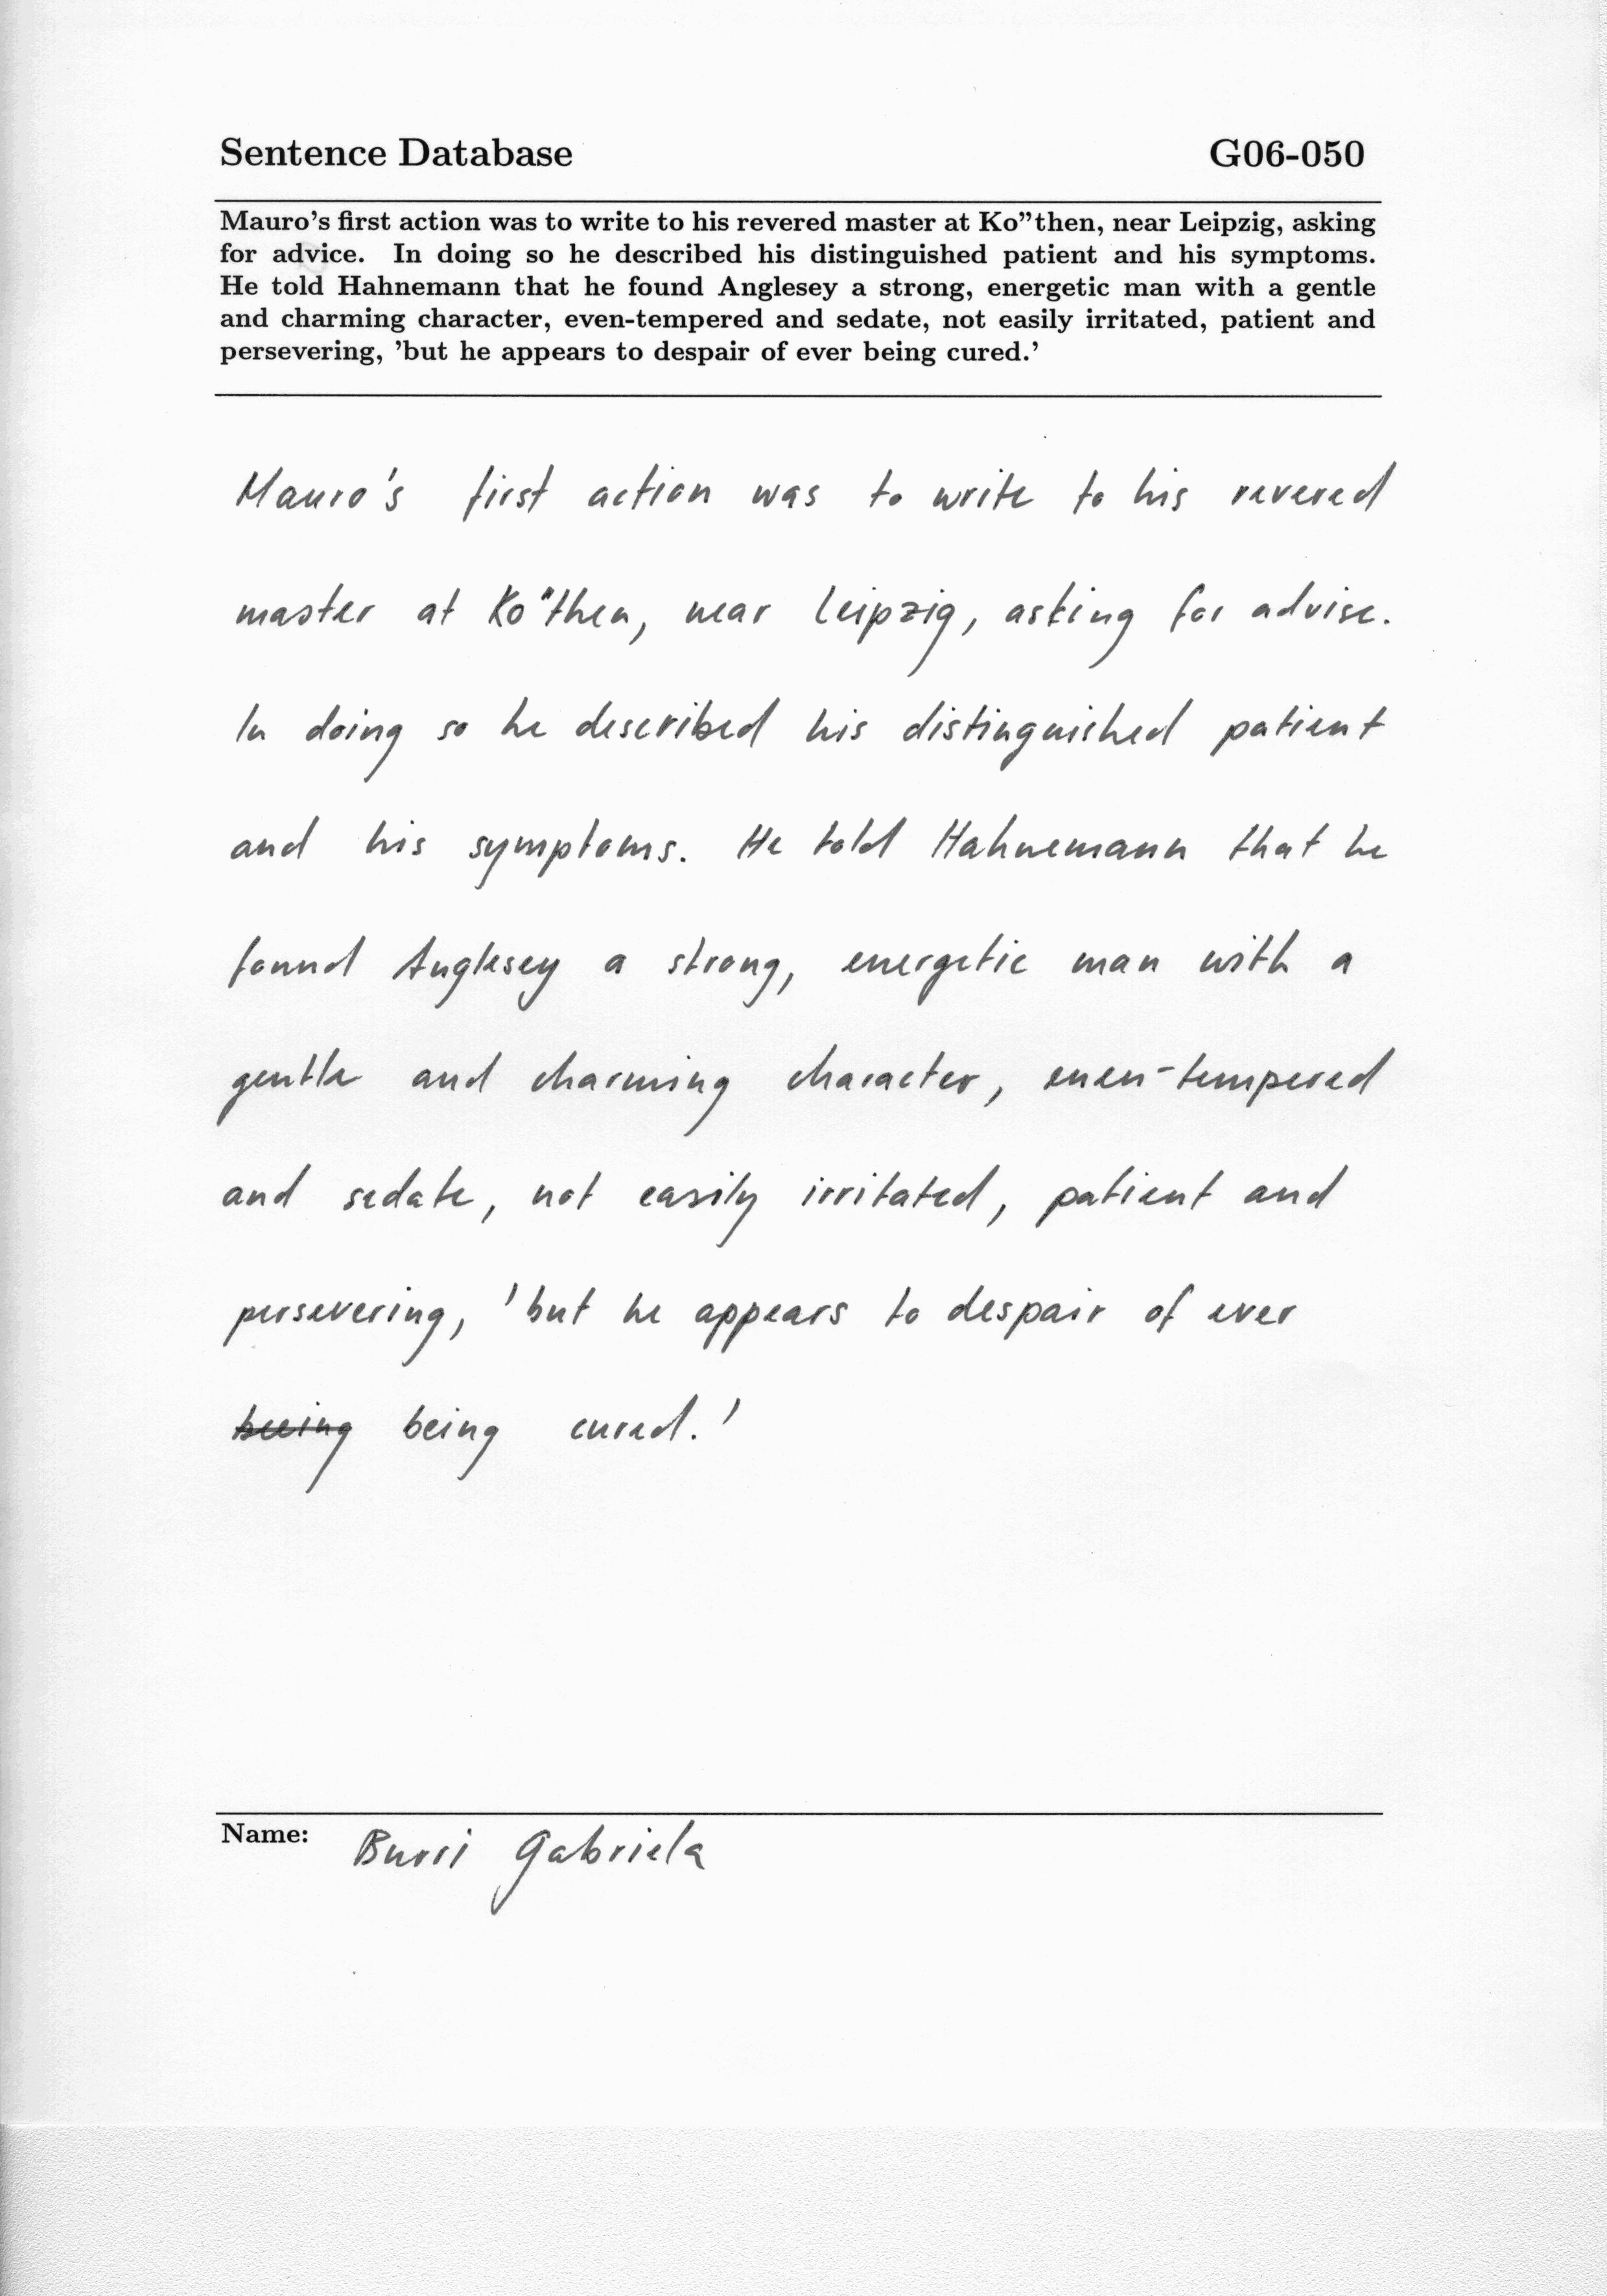 Sentence Database G06-050
Mauro's first action was to write to his revered master at Ko”then, near Leipzig, asking
for advice. In doing so he described his distinguished patient and his symptoms.
He told Hahnemann that he found Anglesey a strong, energetic man with a gentle
and charming character, even-tempered and sedate, not easily irritated, patient and
persevering, 'but he appears to despair of ever being cured.'
Mauro's first action was to write to his revered
master at Ko"then, near Leipzig, asking for advise.
In doing so he described his distinguished patient
and his symptoms. He told Hahnemann that he
found Anglesey a strong, energetic man with a
gentle and charming character, even-tempered
and sedate, not easily irritated, patient and
persevering, 'but he appears to despair of ever
beeing being cured.'
Name: Burri Gabriela